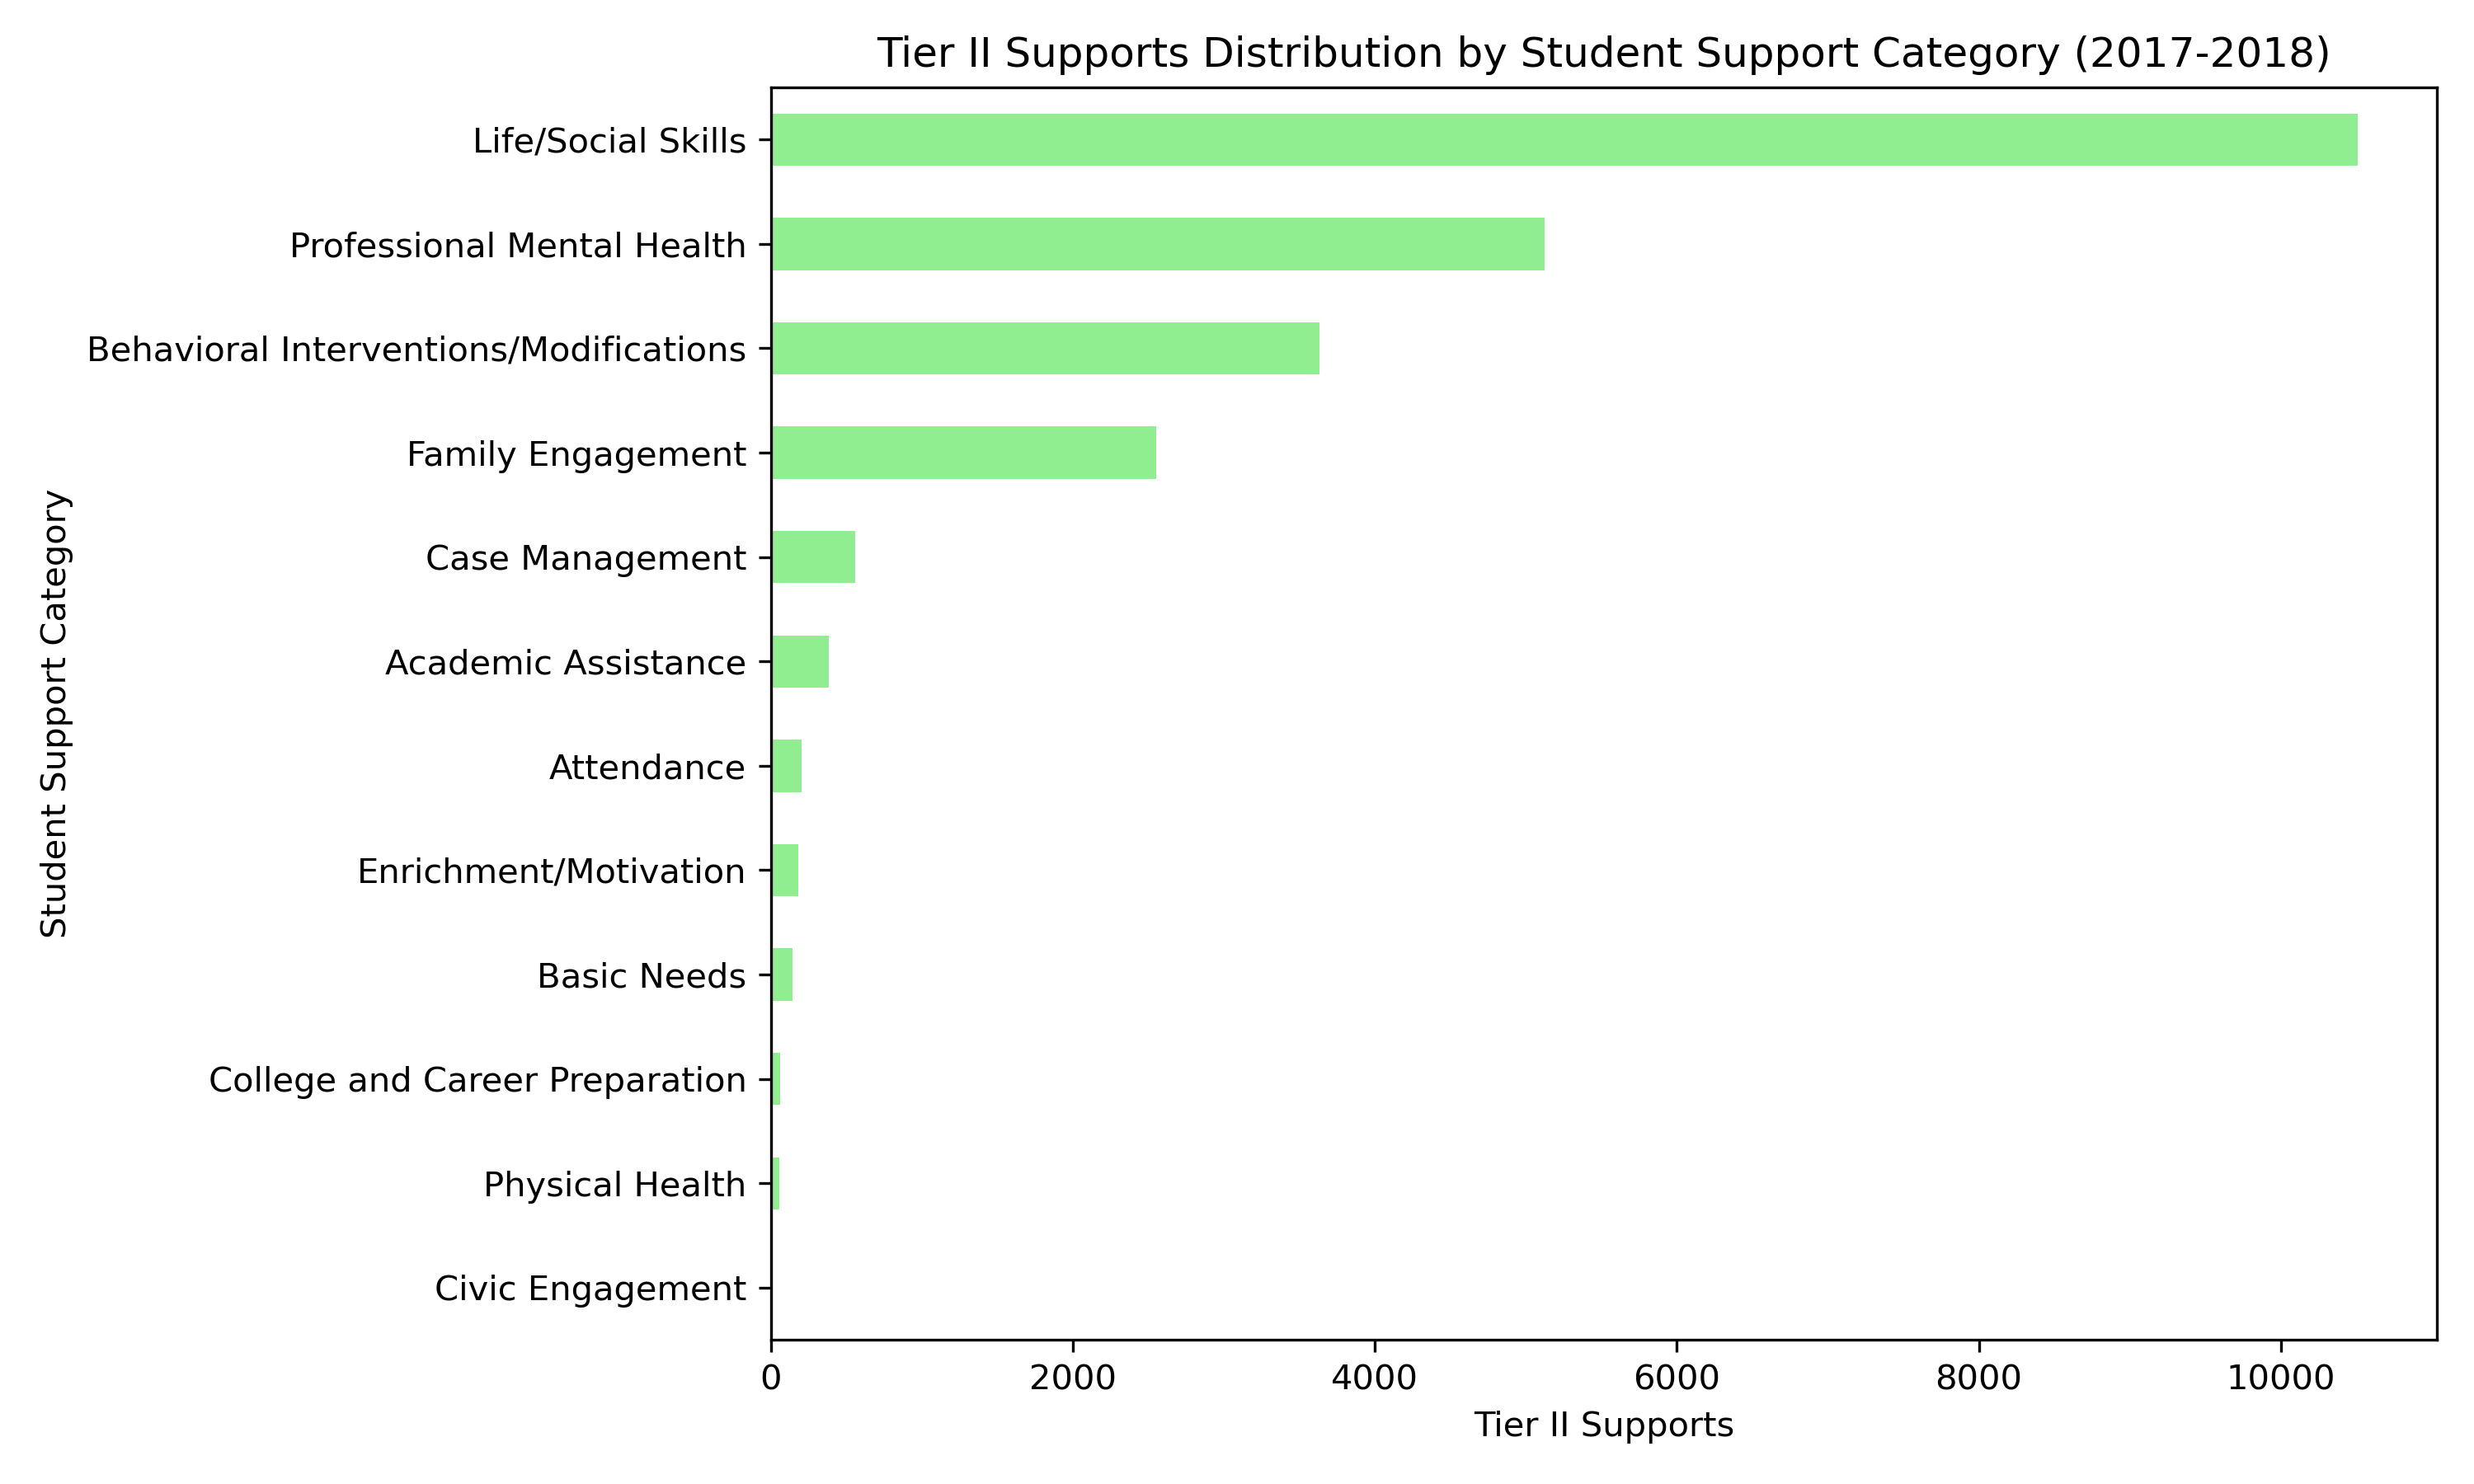 Tier II Supports Distribution by Student Support Category (2017-2018)
Student Support Category
Life/Social Skills
Professional Mental Health
Behavioral Interventions/Modifications
Family Engagement
Case Management
Academic Assistance
Attendance
Enrichment/Motivation
Basic Needs
College and Career Preparation
Physical Health
Civic Engagement
0 2000 4000 6000 8000 10000
Tier II Supports